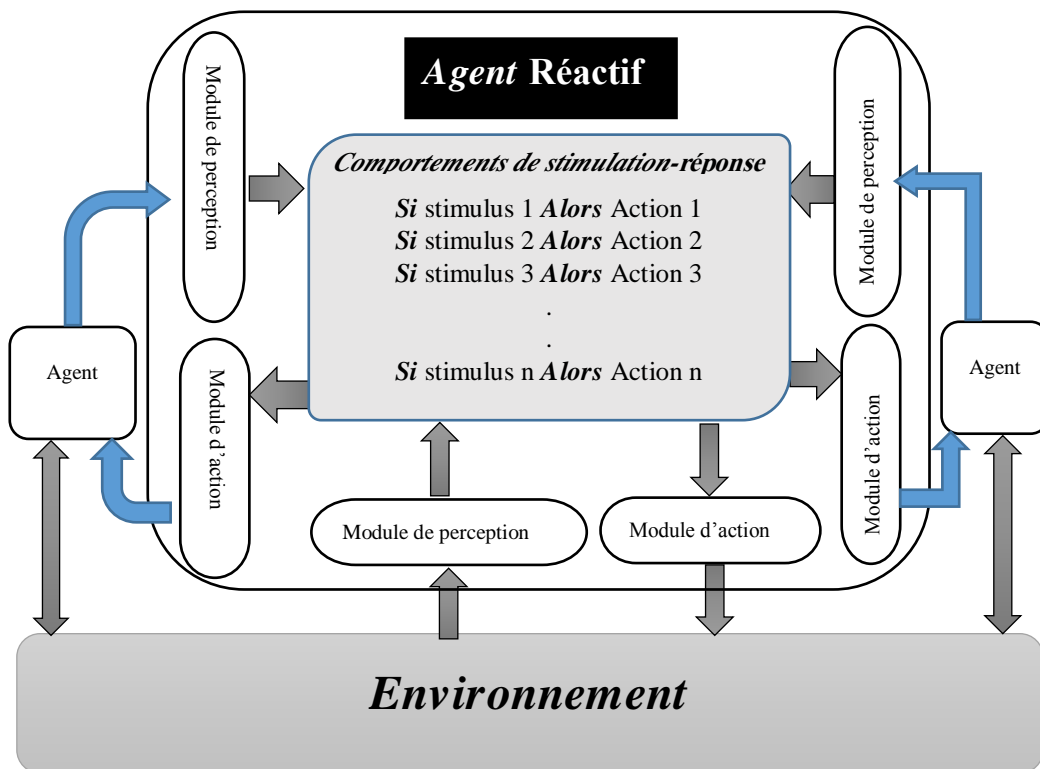 Agent Réactif
Module de perception
Comportements de stimulation-réponse
Si stimulus 1 Alors Action 1
Si stimulus 2 Alors Action 2
Si stimulus 3 Alors Action 3
.
.
Si stimulus n Alors Action n
Module de perception
Agent
Module d’action
Module d’action
Agent
Module de perception
Module d’action
Environnement